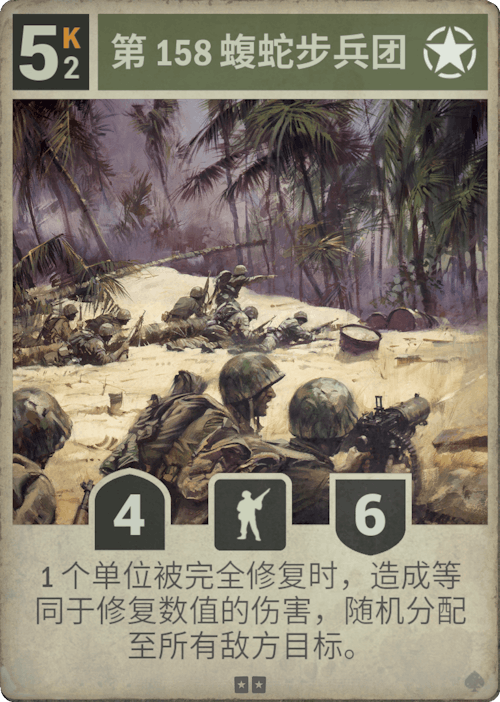 5K
2
第 158 蝮蛇步兵团
4
6
1 个单位被完全修复时，造成等
同于修复数值的伤害，随机分配
至所有敌方目标。